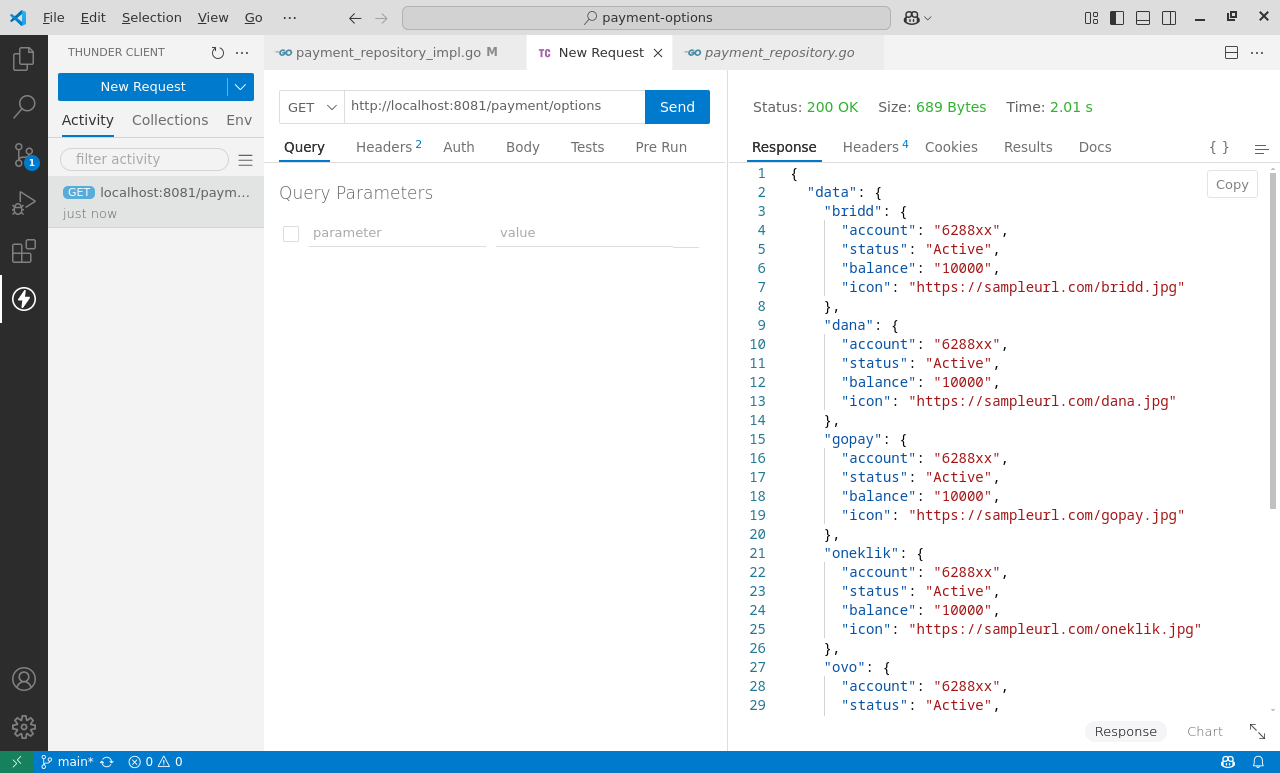 File Edit Selection View Go ··· payment-options
THUNDER CLIENT
New Request
Activity Collections Env
filter activity
GET localhost:8081/paym...
just now
GO payment_repository_impl.go M
TC New Request
GO payment_repository.go
GET http://localhost:8081/payment/options Send
Query Headers 2 Auth Body Tests Pre Run
Query Parameters
parameter value
Status: 200 OK Size: 689 Bytes Time: 2.01 s
Response Headers 4 Cookies Results Docs { }
Copy
1 {
2 "data": {
3 "bridd": {
4 "account": "6288xx",
5 "status": "Active",
6 "balance": "10000",
7 "icon": "https://sampleurl.com/bridd.jpg"
8 },
9 "dana": {
10 "account": "6288xx",
11 "status": "Active",
12 "balance": "10000",
13 "icon": "https://sampleurl.com/dana.jpg"
14 },
15 "gopay": {
16 "account": "6288xx",
17 "status": "Active",
18 "balance": "10000",
19 "icon": "https://sampleurl.com/gopay.jpg"
20 },
21 "oneklik": {
22 "account": "6288xx",
23 "status": "Active",
24 "balance": "10000",
25 "icon": "https://sampleurl.com/oneklik.jpg"
26 },
27 "ovo": {
28 "account": "6288xx",
29 "status": "Active",
Response Chart
1
main* 0 0